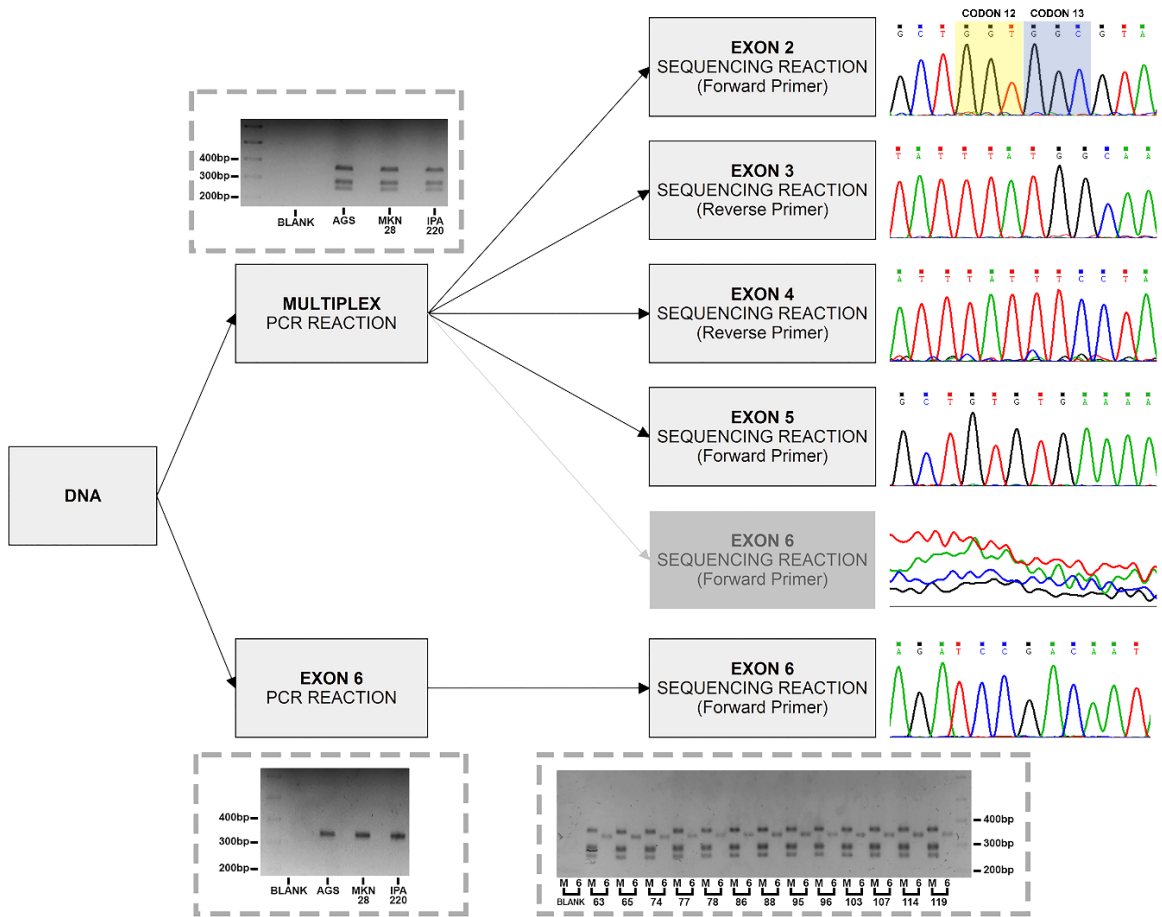 CODON 12 CODON 13
G C T G G T G G C G T A
EXON 2
SEQUENCING REACTION
(Forward Primer)
T A T T T A T G G C A A
EXON 3
SEQUENCING REACTION
(Reverse Primer)
400bp
300bp
200bp
BLANK AGS MKN 28 IPA 220
MULTIPLEX
PCR REACTION
A T T T A T T T C C T A
EXON 4
SEQUENCING REACTION
(Reverse Primer)
G C T G T G T G A A A A
EXON 5
SEQUENCING REACTION
(Forward Primer)
DNA
EXON 6
SEQUENCING REACTION
(Forward Primer)
EXON 6
PCR REACTION
A G A T C C G A C A A T
EXON 6
SEQUENCING REACTION
(Forward Primer)
400bp
300bp
200bp
BLANK AGS MKN 28 IPA 220
400bp
300bp
200bp
M 6 M 6 M 6 M 6 M 6 M 6 M 6 M 6 M 6 M 6 M 6 M 6 M 6 M 6
BLANK 63 65 74 77 78 86 88 95 96 103 107 114 119